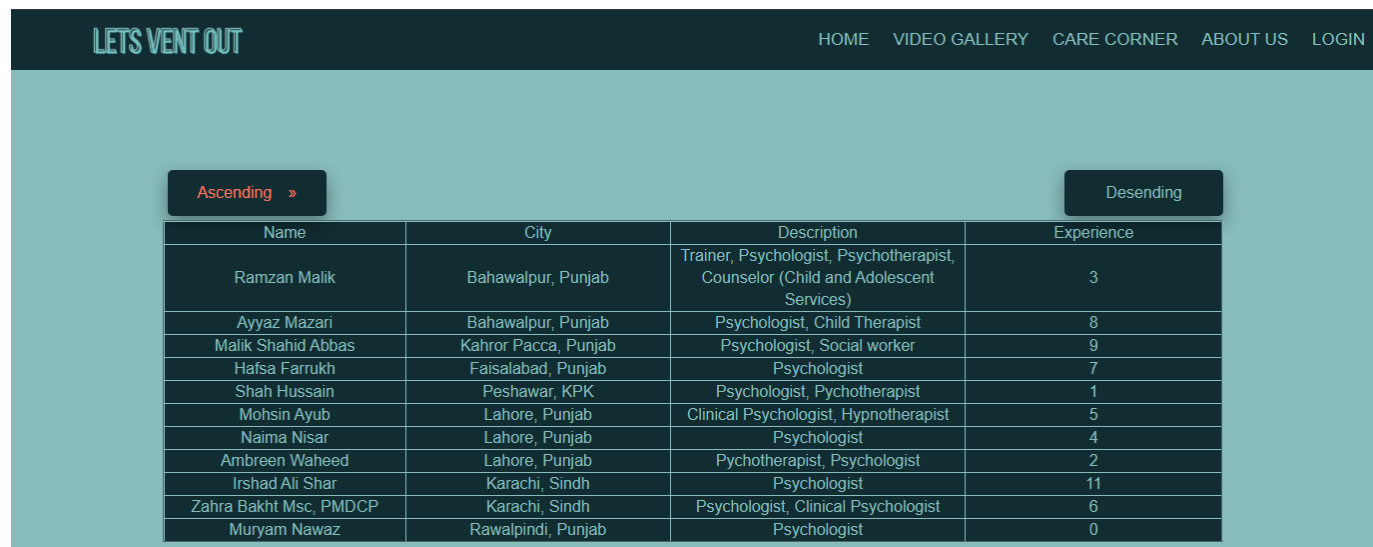 LETS VENT OUT
HOME VIDEO GALLERY CARE CORNER ABOUT US LOGIN
Ascending »
Desending
Name City Description Experience
Ramzan Malik Bahawalpur, Punjab Trainer, Psychologist, Psychotherapist,
Counselor (Child and Adolescent
Services) 3
Ayyaz Mazari Bahawalpur, Punjab Psychologist, Child Therapist 8
Malik Shahid Abbas Kahror Pacca, Punjab Psychologist, Social worker 9
Hafsa Farrukh Faisalabad, Punjab Psychologist 7
Shah Hussain Peshawar, KPK Psychologist, Pychotherapist 1
Mohsin Ayub Lahore, Punjab Clinical Psychologist, Hypnotherapist 5
Naima Nisar Lahore, Punjab Psychologist 4
Ambreen Waheed Lahore, Punjab Pychotherapist, Psychologist 2
Irshad Ali Shar Karachi, Sindh Psychologist 11
Zahra Bakht Msc, PMDCP Karachi, Sindh Psychologist, Clinical Psychologist 6
Muryam Nawaz Rawalpindi, Punjab Psychologist 0